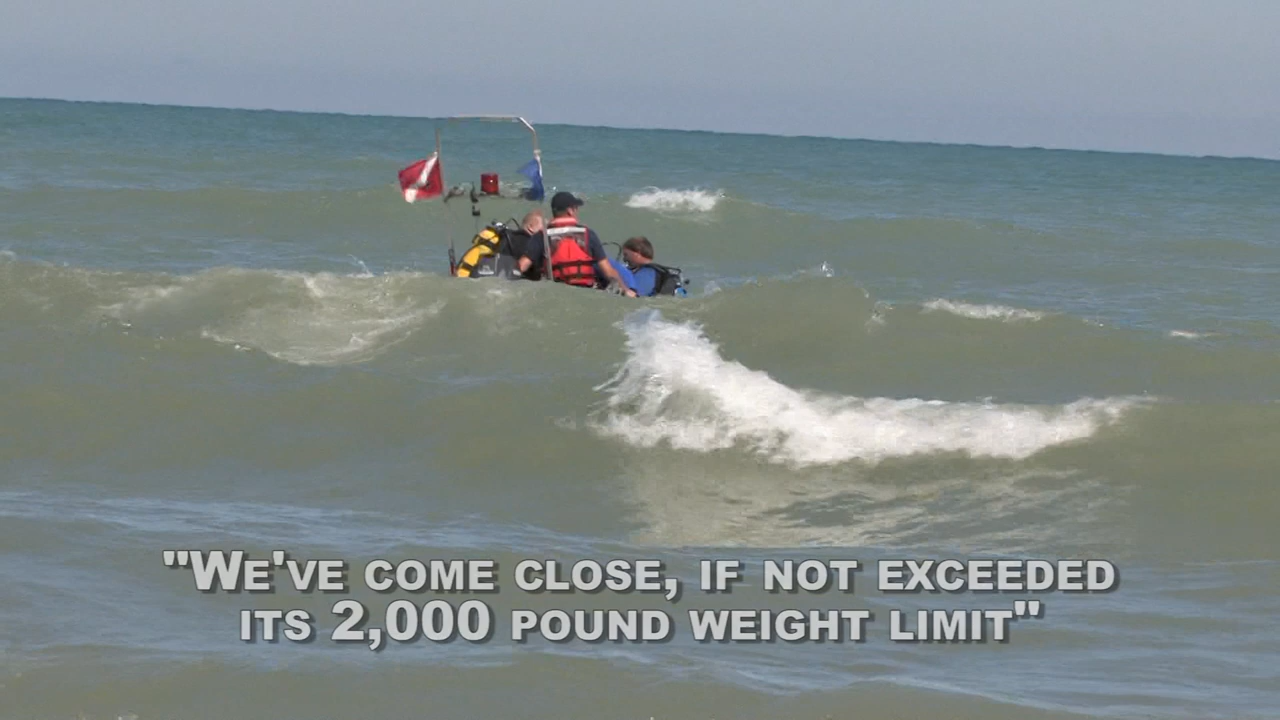 "WE'VE COME CLOSE, IF NOT EXCEEDED
ITS 2,000 POUND WEIGHT LIMIT"